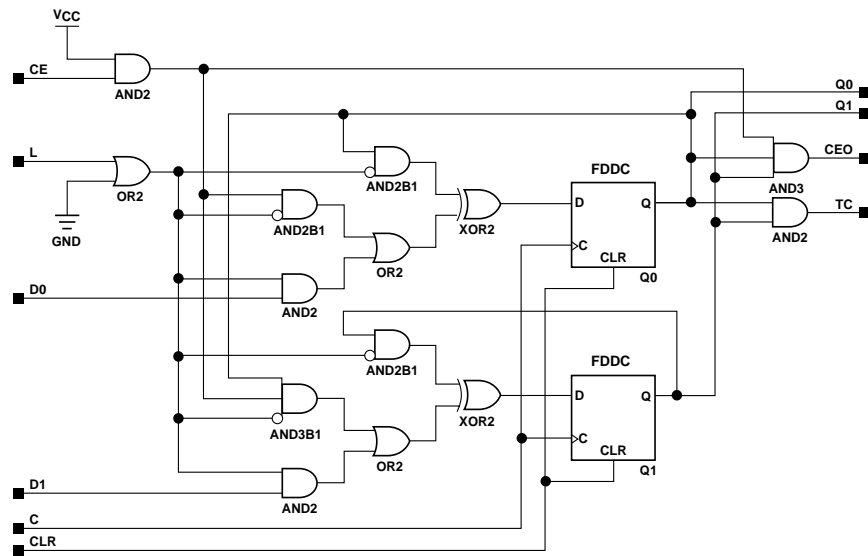 VCC
CE
AND2
Q0
Q1
L
CEO
OR2
AND2B1
FDDC
AND3
D
Q
TC
GND
AND2B1
XOR2
C
AND2
OR2
CLR
D0
AND2
Q0
AND2B1
FDDC
D
Q
XOR2
AND3B1
C
OR2
CLR
D1
AND2
Q1
C
CLR